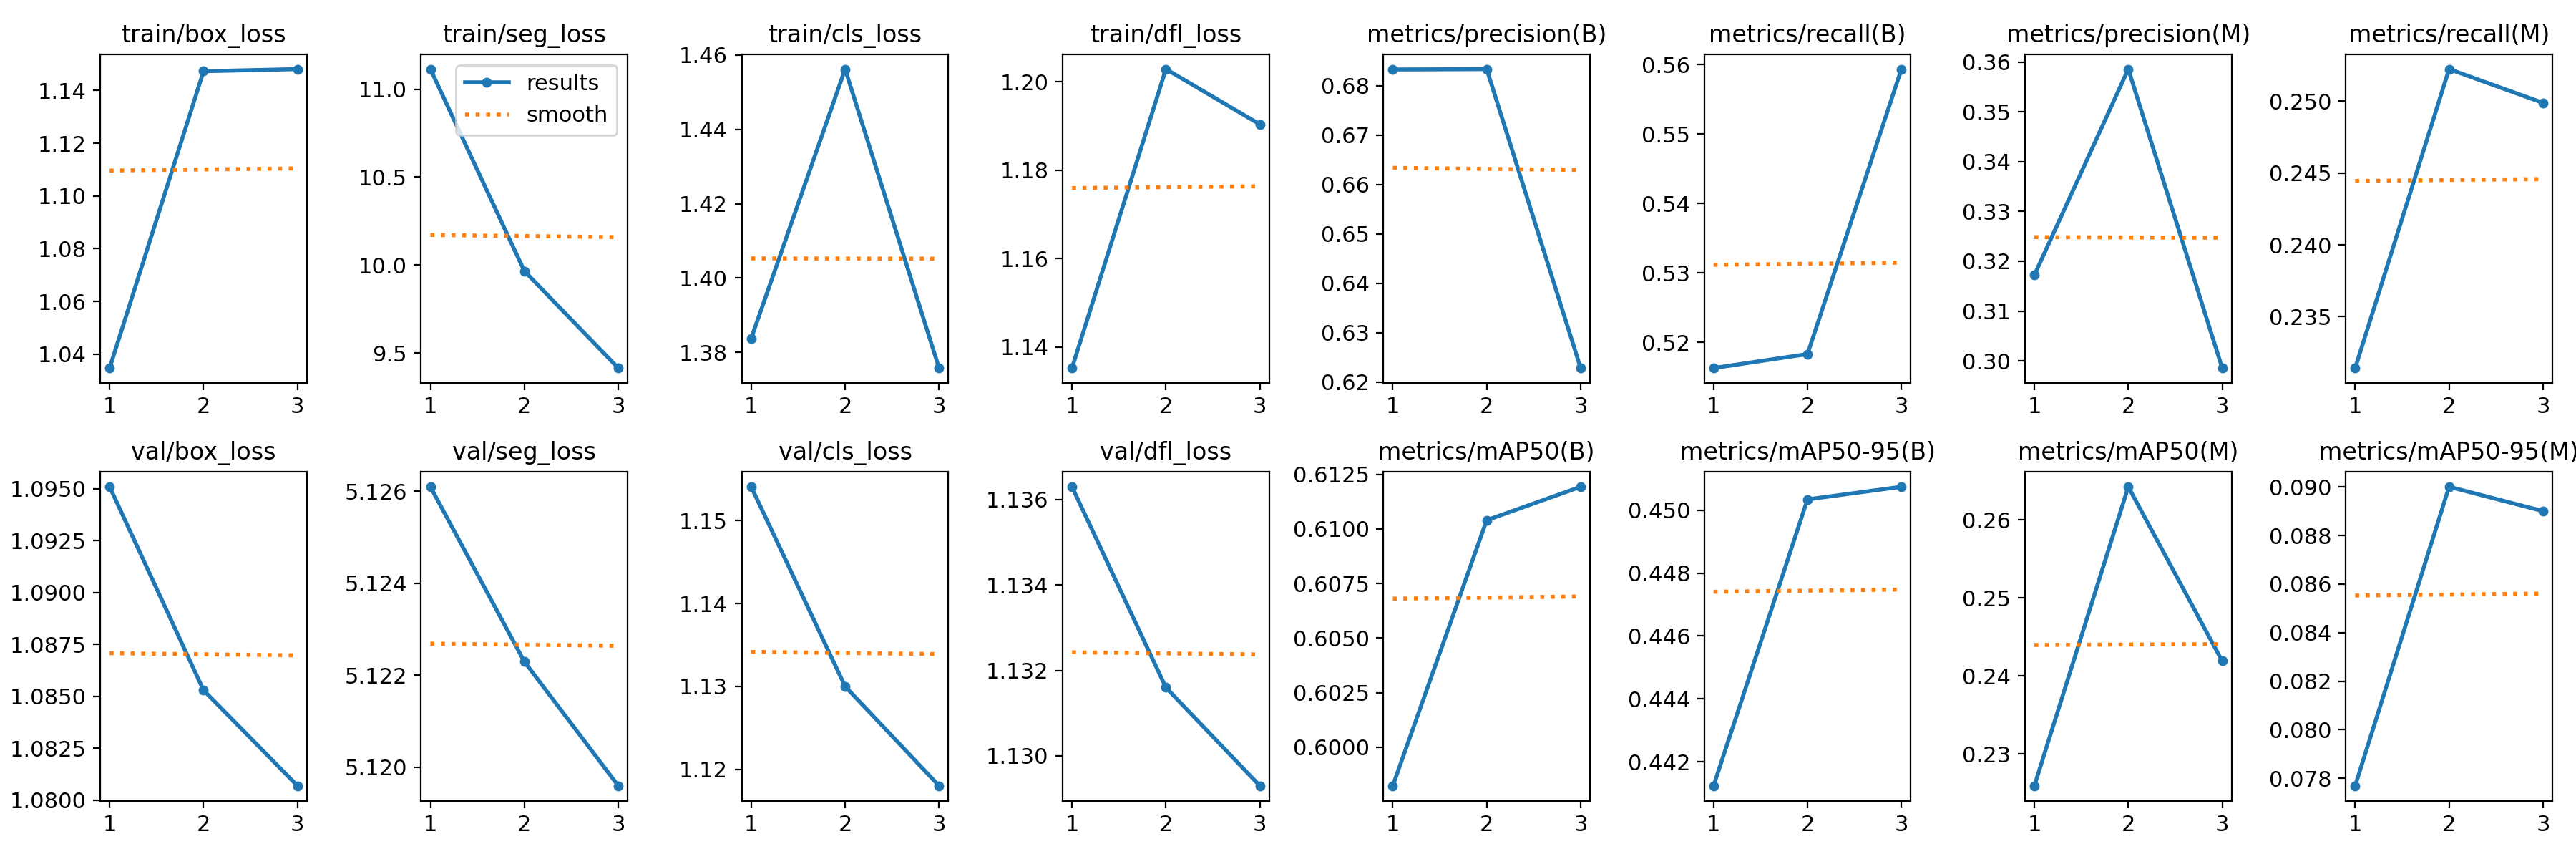 train/box_loss
1.14
1.12
1.10
1.08
1.06
1.04
1 2 3
train/seg_loss
results
smooth
11.0
10.5
10.0
9.5
1 2 3
train/cls_loss
1.46
1.44
1.42
1.40
1.38
1 2 3
train/dfl_loss
1.20
1.18
1.16
1.14
1 2 3
metrics/precision(B)
0.68
0.67
0.66
0.65
0.64
0.63
0.62
1 2 3
metrics/recall(B)
0.56
0.55
0.54
0.53
0.52
1 2 3
metrics/precision(M)
0.36
0.35
0.34
0.33
0.32
0.31
0.30
1 2 3
metrics/recall(M)
0.250
0.245
0.240
0.235
1 2 3
val/box_loss
1.0950
1.0925
1.0900
1.0875
1.0850
1.0825
1.0800
1 2 3
val/seg_loss
5.126
5.124
5.122
5.120
1 2 3
val/cls_loss
1.15
1.14
1.13
1.12
1 2 3
val/dfl_loss
1.136
1.134
1.132
1.130
1 2 3
metrics/mAP50(B)
0.6125
0.6100
0.6075
0.6050
0.6025
0.6000
1 2 3
metrics/mAP50-95(B)
0.450
0.448
0.446
0.444
0.442
1 2 3
metrics/mAP50(M)
0.26
0.25
0.24
0.23
1 2 3
metrics/mAP50-95(M)
0.090
0.088
0.086
0.084
0.082
0.080
0.078
1 2 3